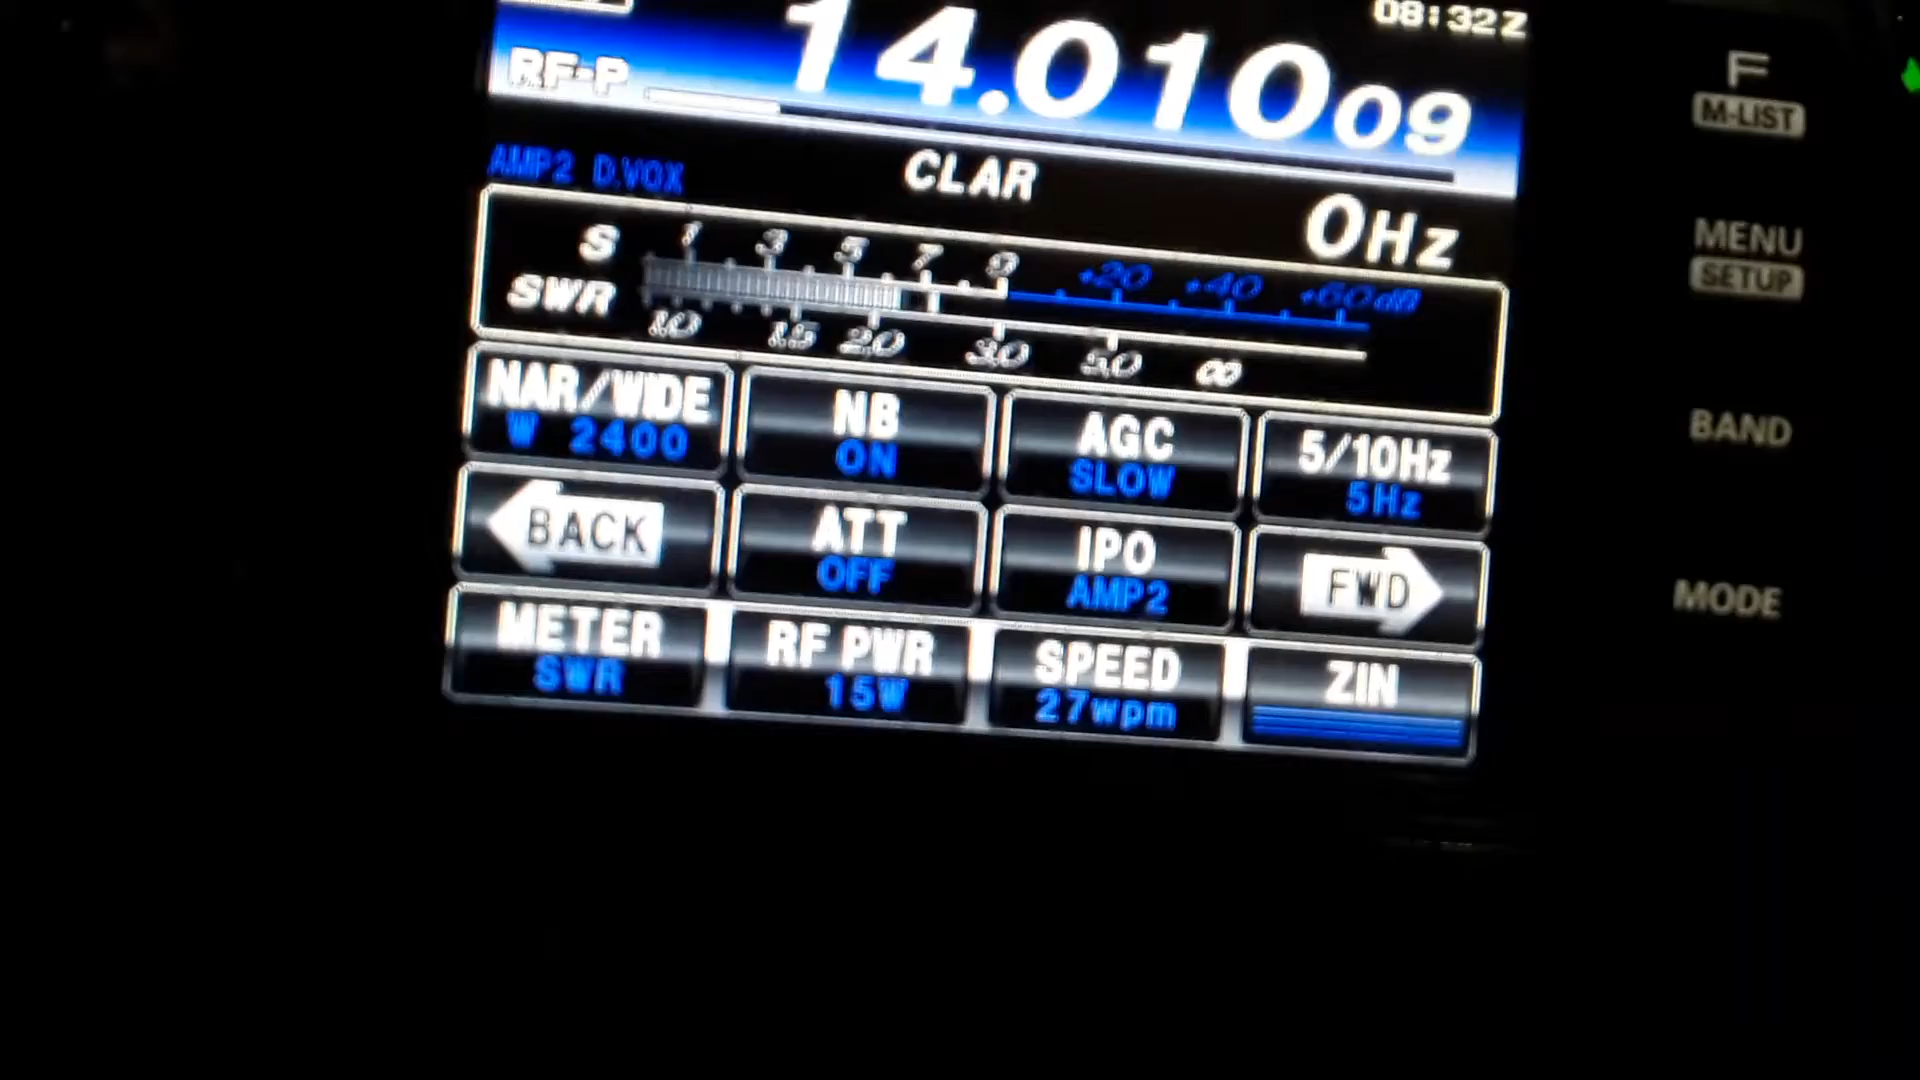 08:32Z
14.01009
RF-P
F
M-LIST
AMP2 D.VOX
CLAR
0Hz
S 1 3 5 7 9 +20 +40 +60dB
SWR
1.0 1.5 2.0 3.0 5.0 ∞
MENU
SETUP
NAR/WIDE NB AGC 5/10Hz
W 2400 ON SLOW 5Hz
BAND
BACK ATT IPO FWD
OFF AMP2
MODE
METER RF PWR SPEED ZIN
SWR 15W 27wpm